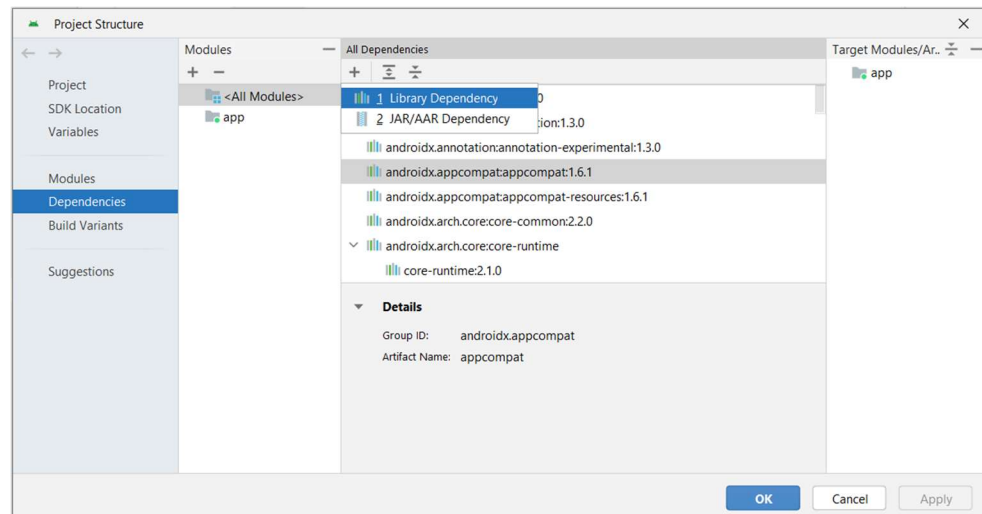 Project Structure
Project
SDK Location
Variables
Modules
Dependencies
Build Variants
Suggestions
Modules
<All Modules>
app
All Dependencies
1 Library Dependency
0
2 JAR/AAR Dependency
tion:1.3.0
androidx.annotation:annotation-experimental:1.3.0
androidx.appcompat:appcompat:1.6.1
androidx.appcompat:appcompat-resources:1.6.1
androidx.arch.core:core-common:2.2.0
androidx.arch.core:core-runtime
core-runtime:2.1.0
Details
Group ID: androidx.appcompat
Artifact Name: appcompat
Target Modules/Ar..
app
OK
Cancel
Apply